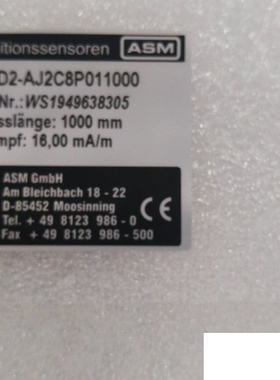 itionssensoren ASM
D2-AJ2C8P011000
Nr.: WS1949638305
sslänge: 1000 mm
mpf: 16,00 mA/m
ASM GmbH
Am Bleichbach 18 - 22
D-85452 Moosinning
Tel. + 49 8123 986 - 0
Fax + 49 8123 986 - 500
CE